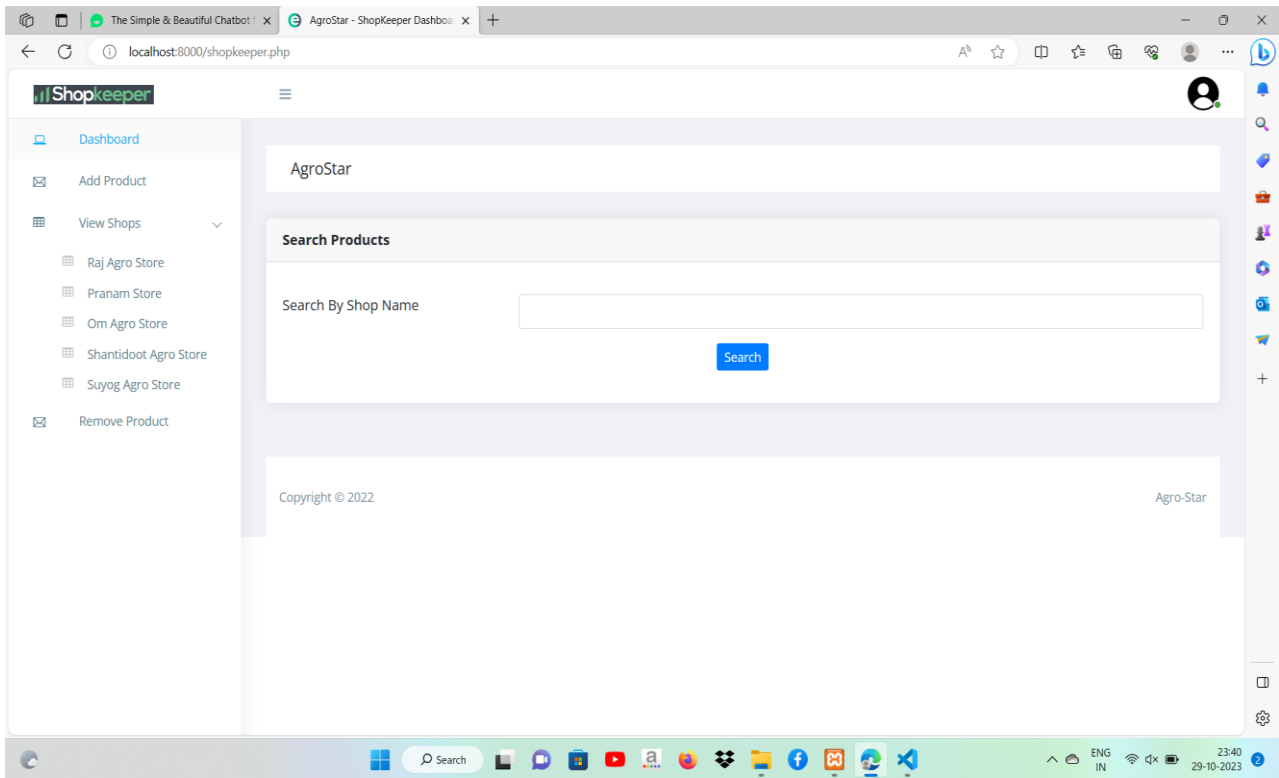 The Simple & Beautiful Chatbot
AgroStar - ShopKeeper Dashboa
localhost:8000/shopkeeper.php
Shopkeeper
Dashboard
Add Product
View Shops
Raj Agro Store
Pranam Store
Om Agro Store
Shantidoot Agro Store
Suyog Agro Store
Remove Product
AgroStar
Search Products
Search By Shop Name
Search
Copyright © 2022
Agro-Star
Search
ENG
IN
23:40
29-10-2023
2